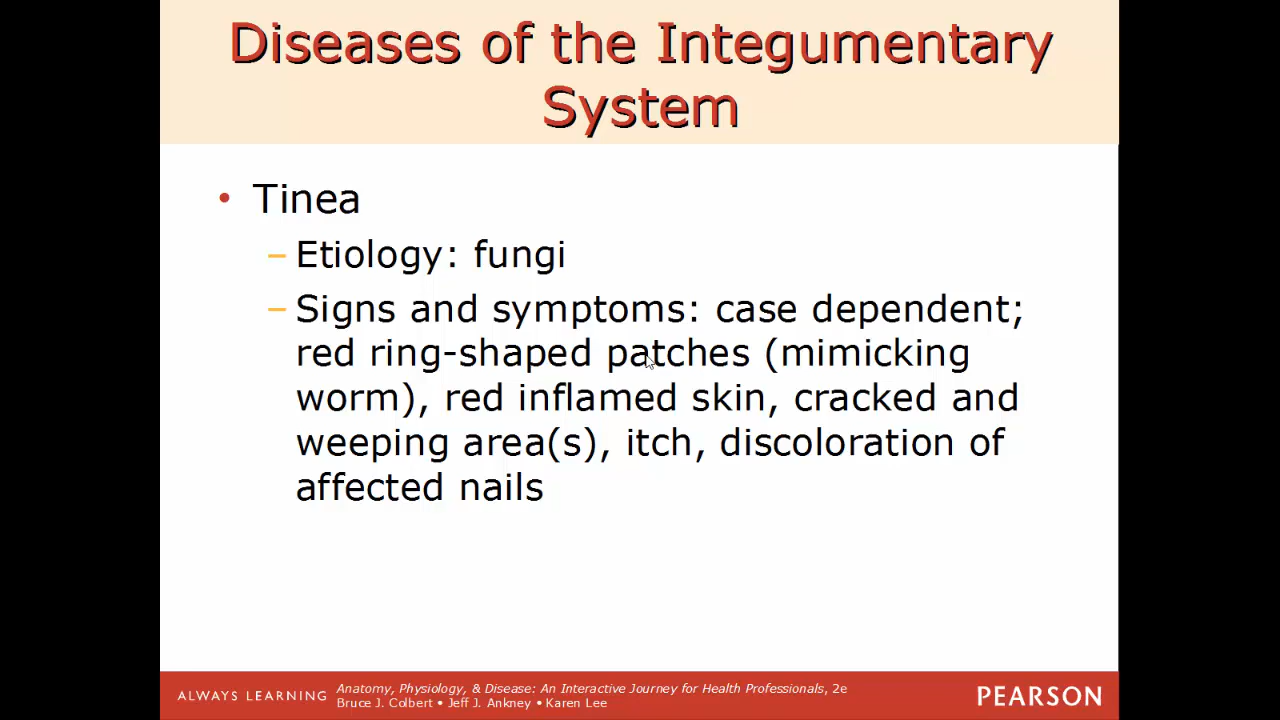 Diseases of the Integumentary
System
• Tinea
– Etiology: fungi
– Signs and symptoms: case dependent;
red ring-shaped patches (mimicking
worm), red inflamed skin, cracked and
weeping area(s), itch, discoloration of
affected nails
ALWAYS LEARNING
Anatomy, Physiology, & Disease: An Interactive Journey for Health Professionals, 2e
Bruce J. Colbert • Jeff J. Ankney • Karen Lee
PEARSON